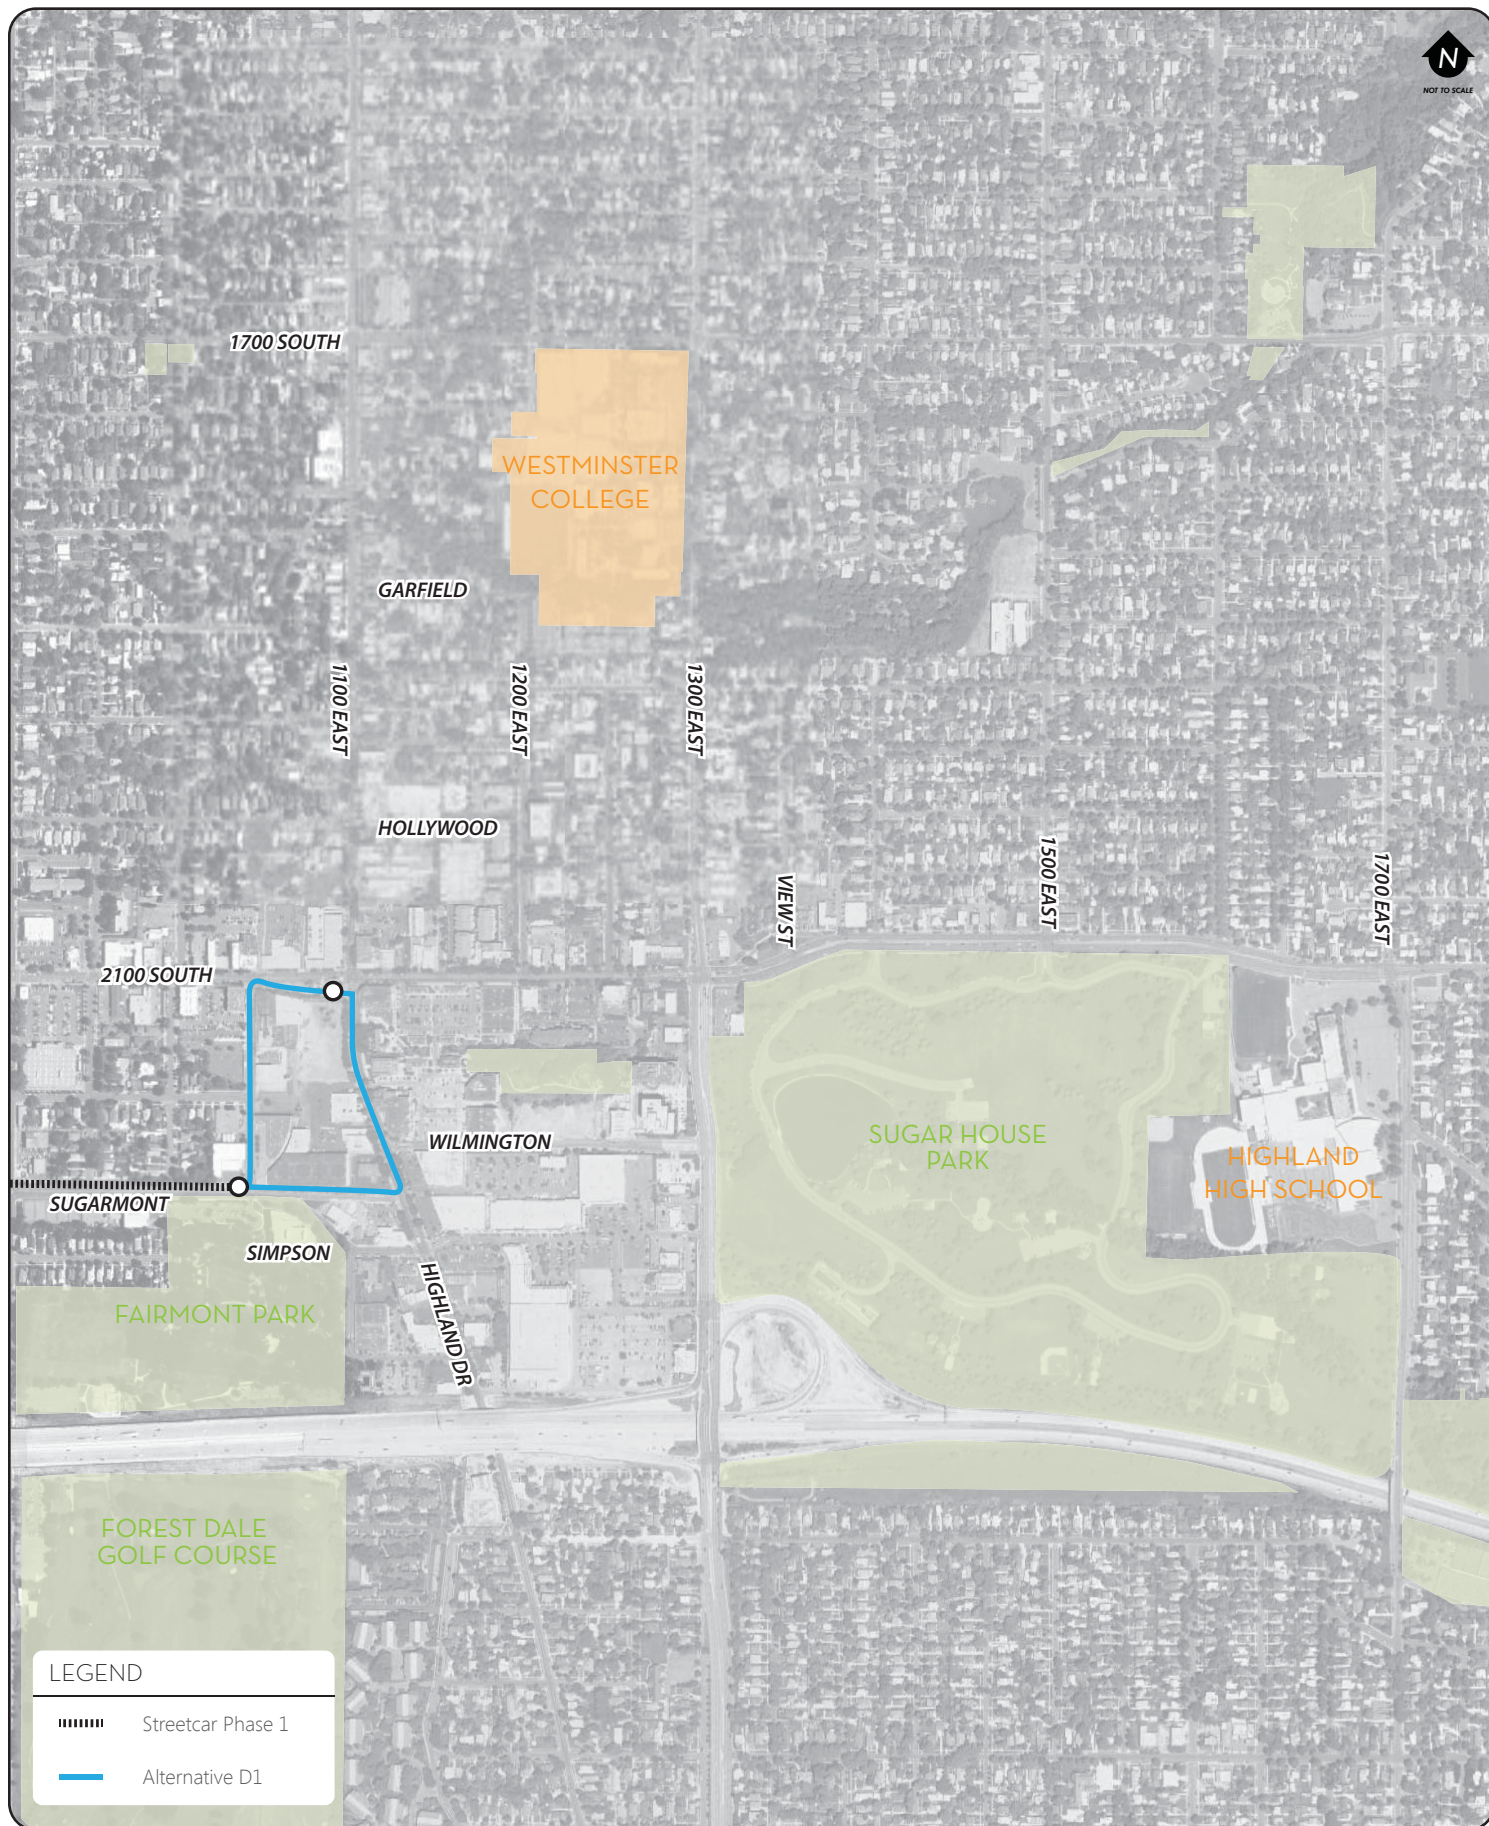 N
NOT TO SCALE
1700 SOUTH
WESTMINSTER
COLLEGE
GARFIELD
1100 EAST
1200 EAST
1300 EAST
HOLLYWOOD
1500 EAST
1700 EAST
VIEW ST
2100 SOUTH
WILMINGTON
SUGAR HOUSE
PARK
HIGHLAND
HIGH SCHOOL
SUGARMONT
SIMPSON
HIGHLAND DR
FAIRMONT PARK
FOREST DALE
GOLF COURSE
LEGEND
Streetcar Phase 1
Alternative D1